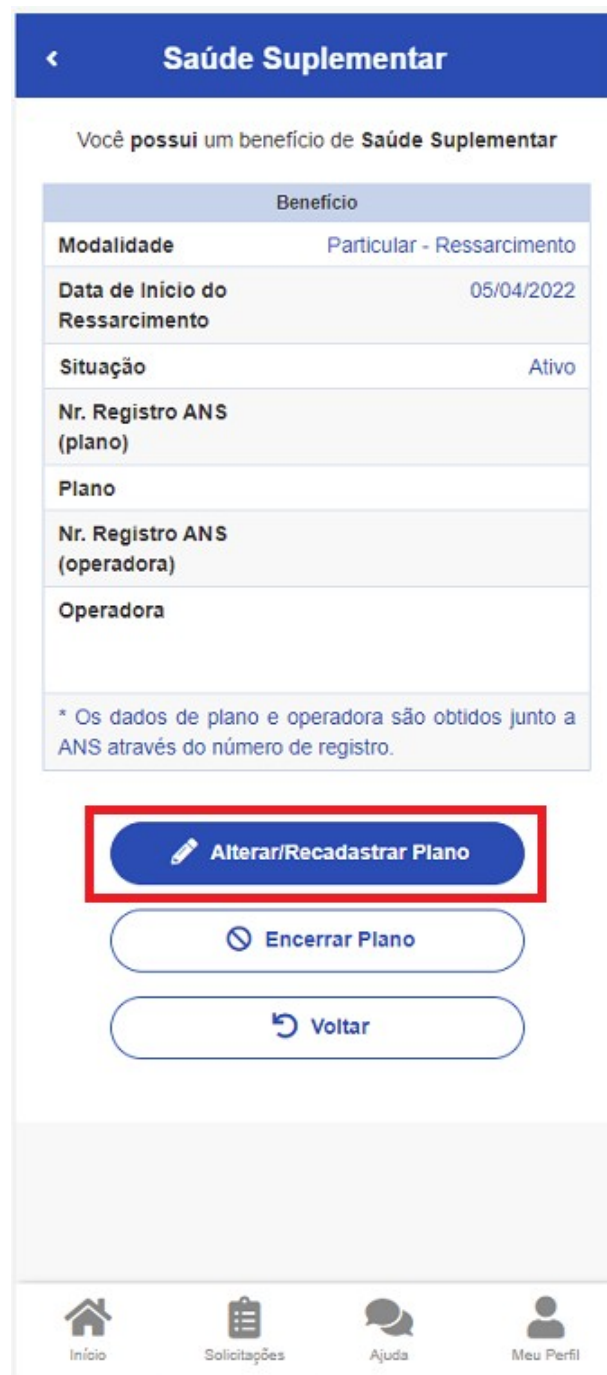 Saúde Suplementar
Você possui um benefício de Saúde Suplementar
Benefício
Modalidade Particular - Ressarcimento
Data de Início do 05/04/2022
Ressarcimento
Situação Ativo
Nr. Registro ANS
(plano)
Plano
Nr. Registro ANS
(operadora)
Operadora
* Os dados de plano e operadora são obtidos junto a
ANS através do número de registro.
Alterar/Recadastrar Plano
Encerrar Plano
Voltar
Início Solicitações Ajuda Meu Perfil